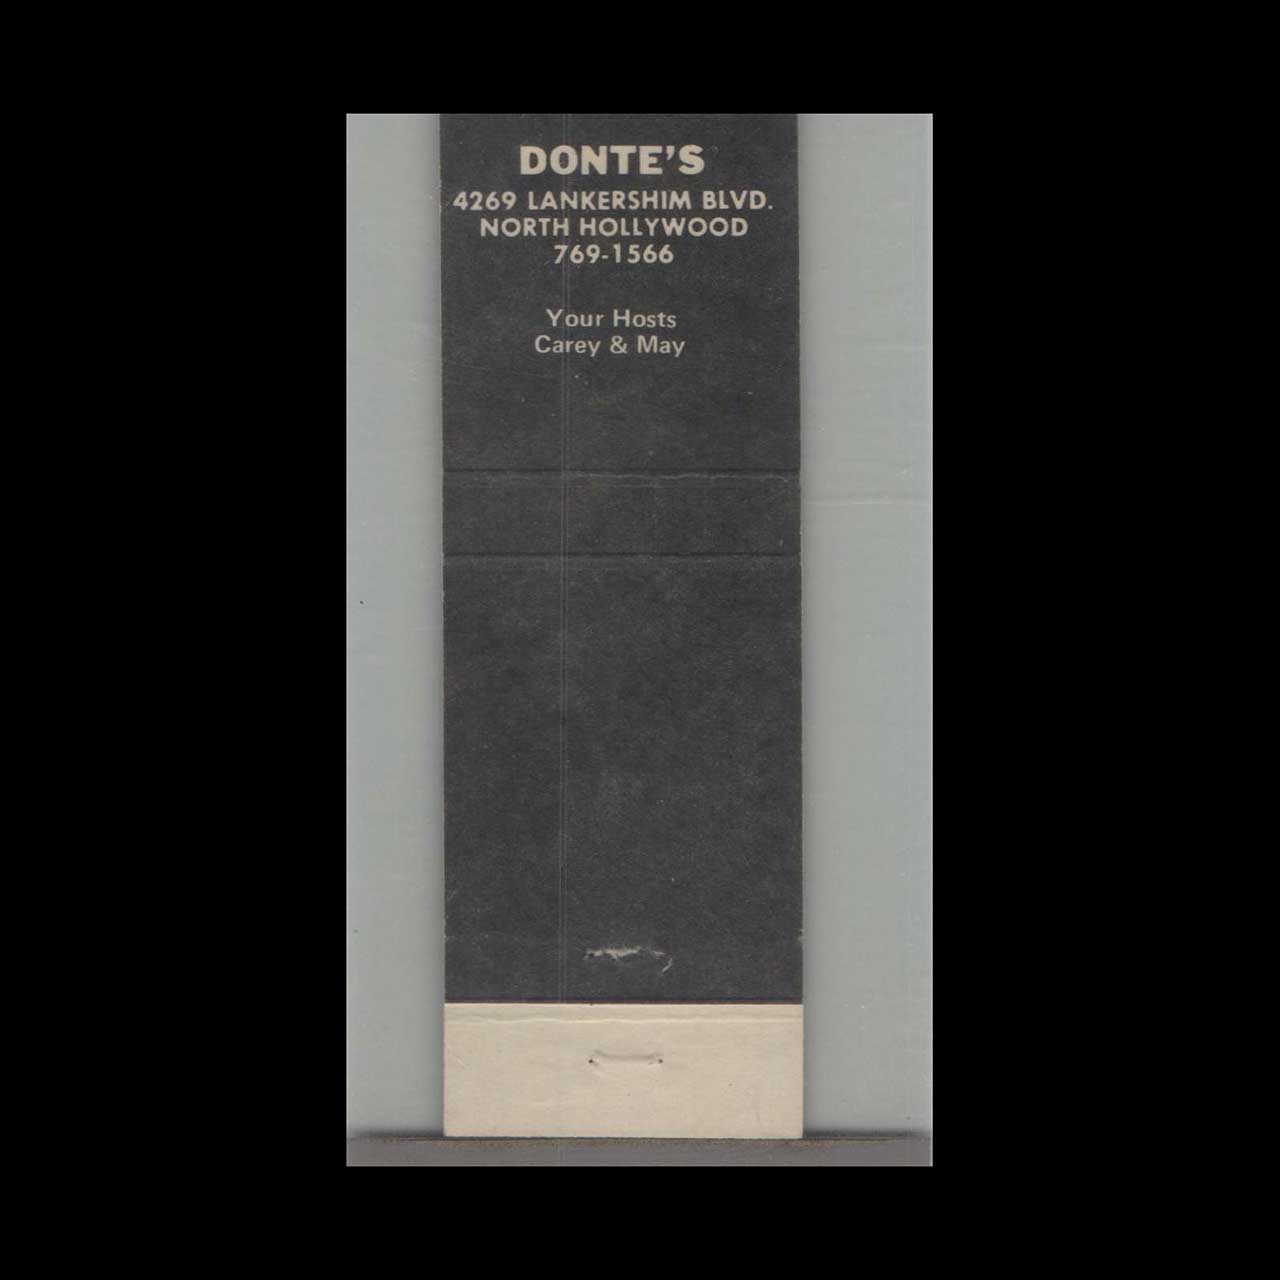 DONTE'S
4269 LANKERSHIM BLVD.
NORTH HOLLYWOOD
769-1566
Your Hosts
Carey & May